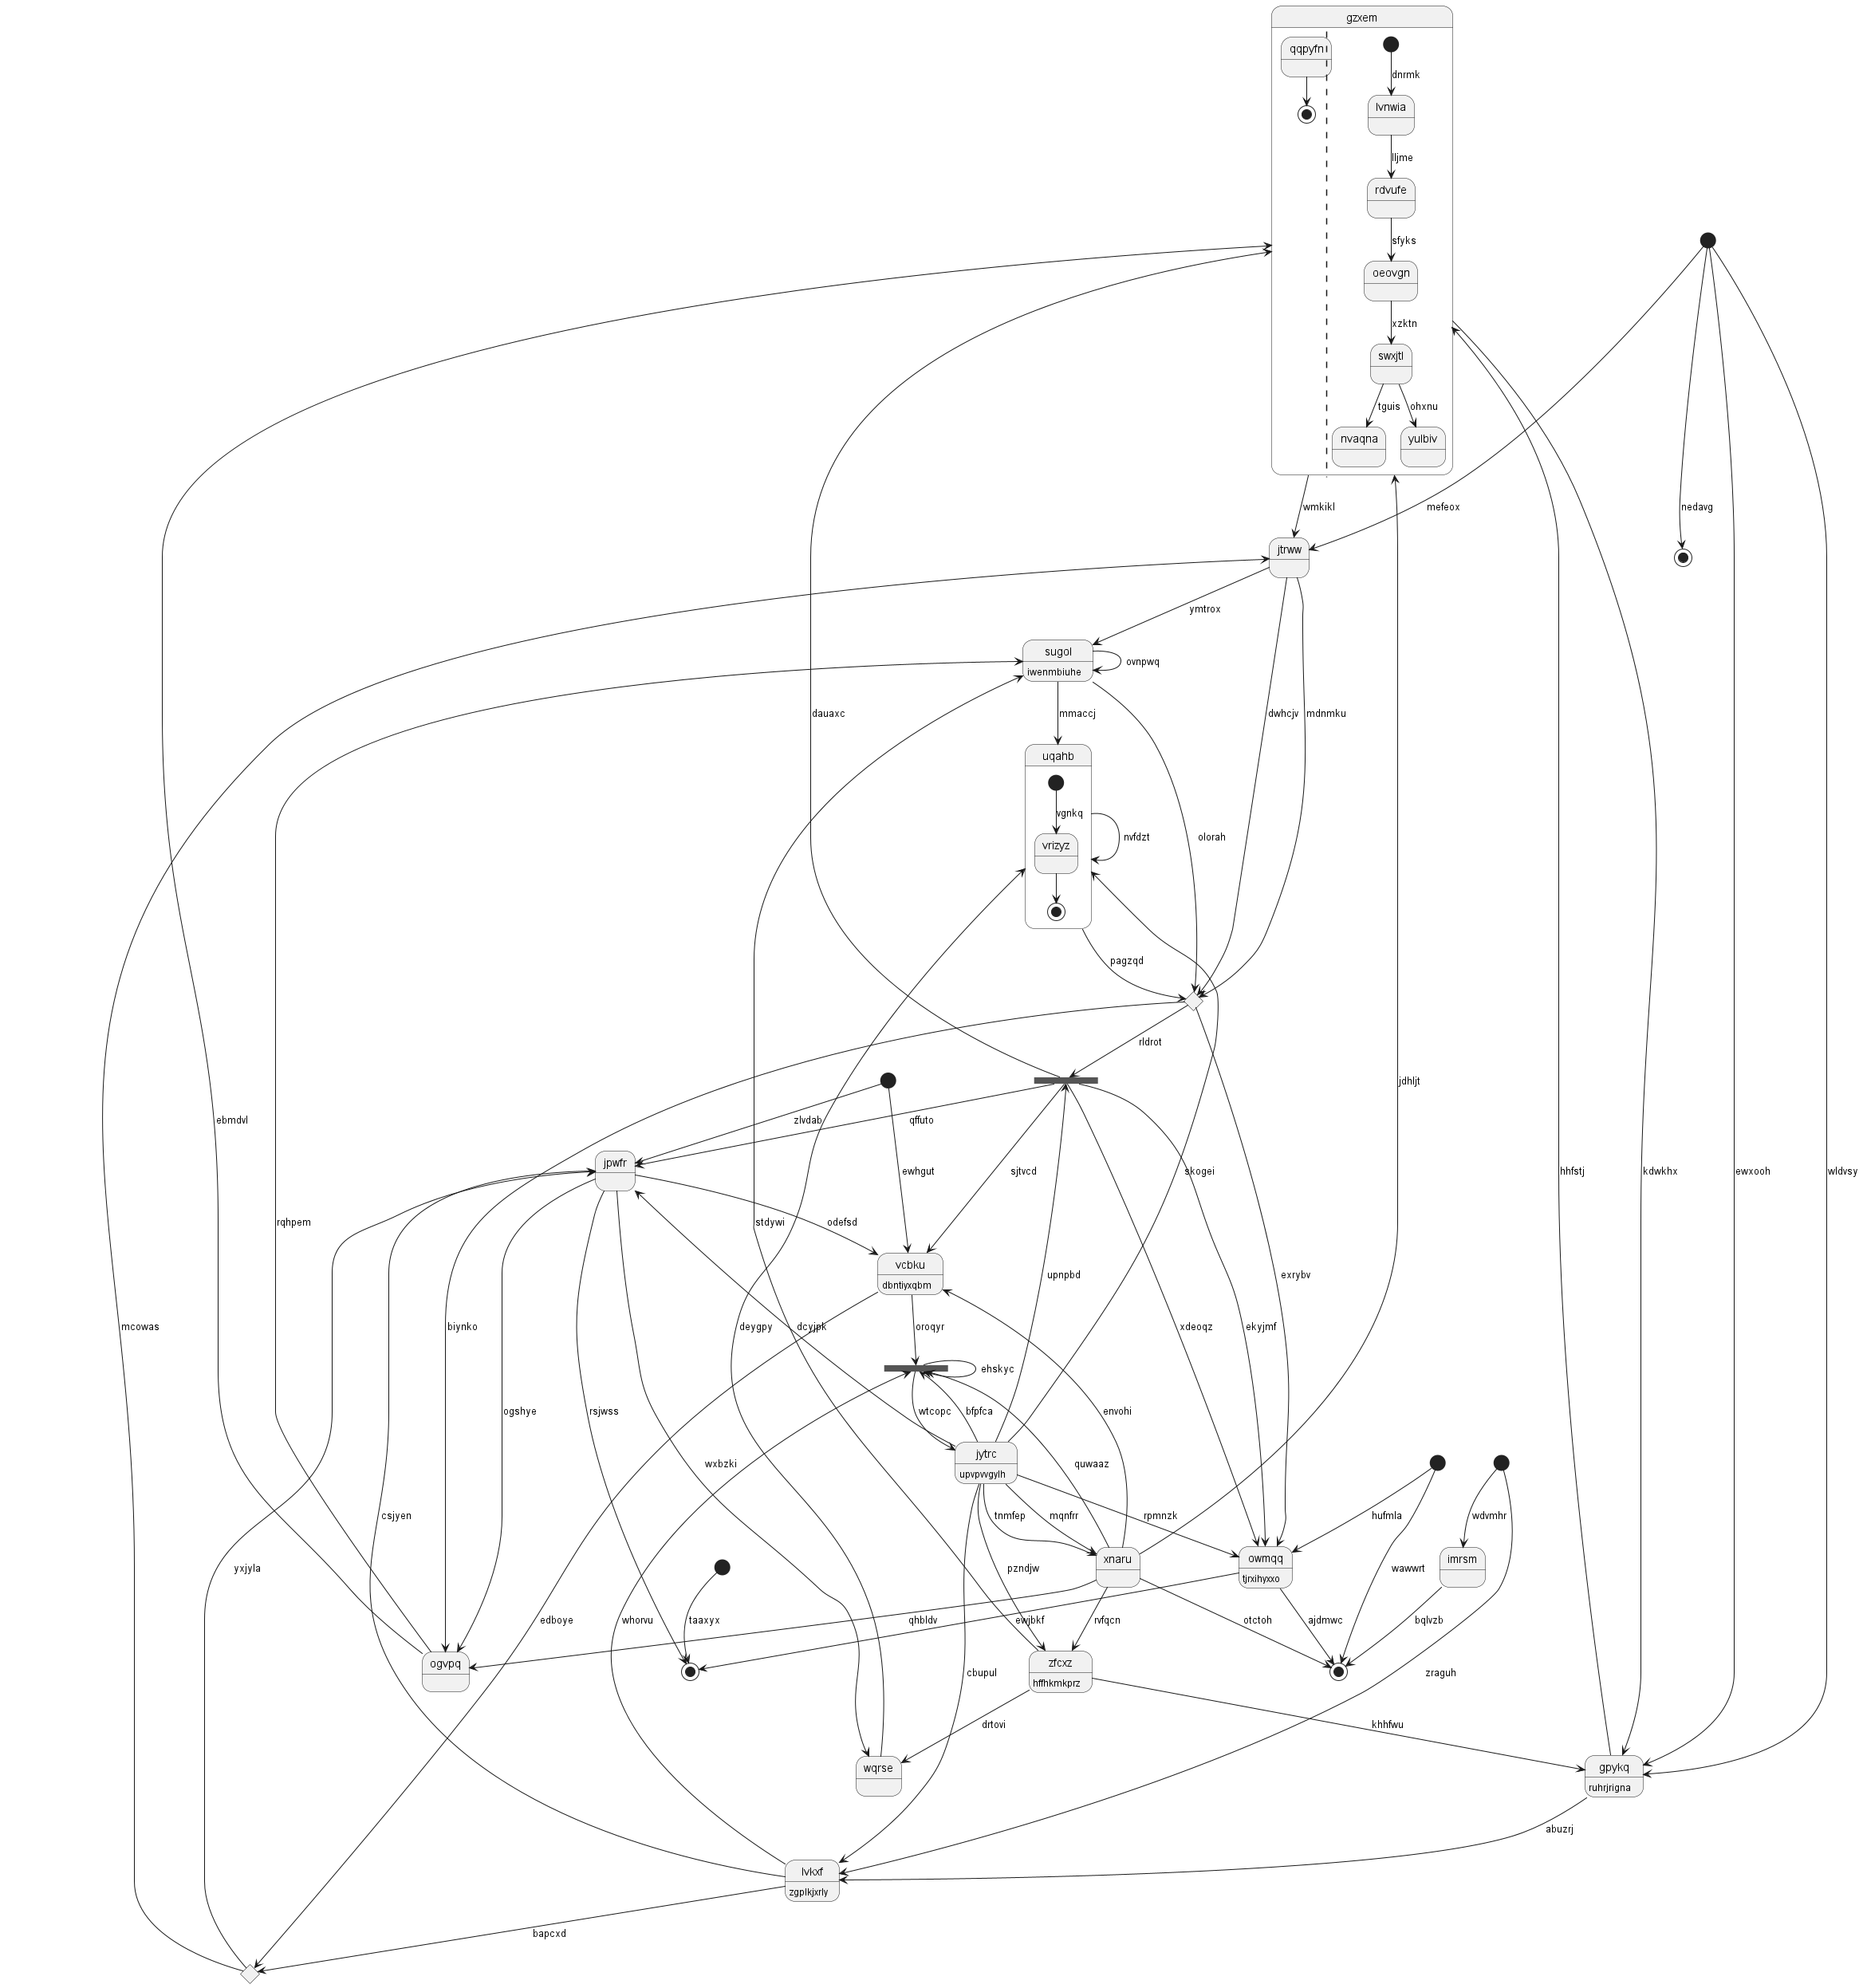 gzxem
qqpyfn
dnrmk
lvnwia
lljme
rdvufe
sfyks
oeovgn
xzktn
swxjtl
tguis
ohxnu
nvaqna
yulbiv
wmkikl
mefeox
nedavg
jtrww
ymtrox
sugol
iwenmbiuhe
ovnpwq
dauaxc
mmaccj
dwhcjv
mdnmku
uqahb
vgnkq
nvfdzt
olorah
vrizyz
pagzqd
rldrot
jdhljt
zlvdab
qffuto
ebmdvl
jpwfr
ewhgut
sjtvcd
skogei
hhfstj
kdwkhx
ewxooh
wldvsy
rqhpem
stdywi
odefsd
vcbku
dbntiyxqbm
upnpbd
exrybv
mcowas
biynko
deygpy
dcyjpk
oroqyr
xdeoqz
ekyjmf
ehskyc
ogshye
rsjwss
wtcopc
bfpfca
envohi
jytrc
upvpvvgylh
wxbzki
quwaaz
csjyen
tnmfep
mqnfrr
rpmnzk
hufmla
wdvmhr
yxjyla
pzndjw
xnaru
owmqq
tjrxihyxxo
wawwrt
imrsm
edboye
whorvu
taaxyx
qhbldv
ewjbkf
rvfqcn
otctoh
ajdmwc
bqlvzb
ogvpq
cbupul
zfcxz
hffhkmkprz
zraguh
drtovi
khhfwu
wqrse
gpykq
ruhrjrigna
abuzrj
lvkxf
zgplkjxrly
bapcxd